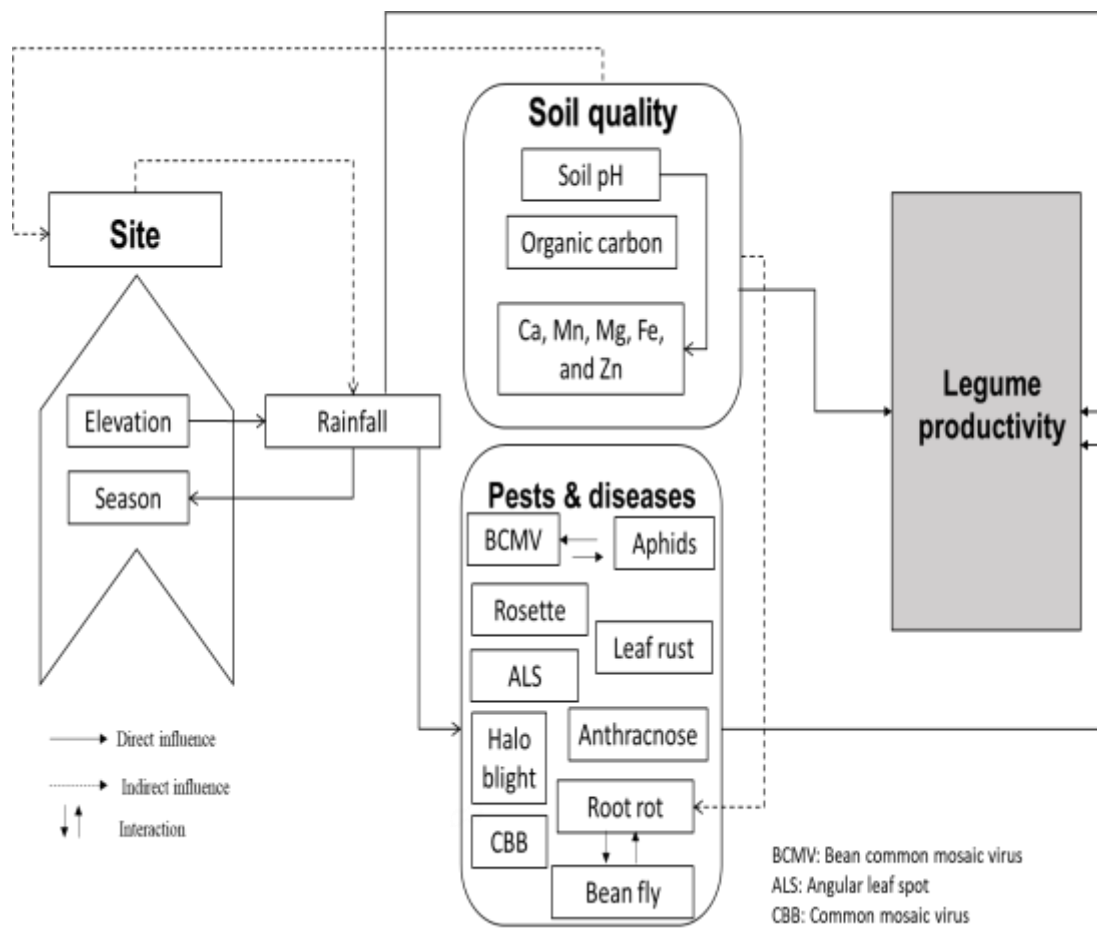 Soil quality
Soil pH
Organic carbon
Ca, Mn, Mg, Fe,
and Zn
Site
Elevation
Season
Rainfall
Legume
productivity
Pests & diseases
BCMV
Aphids
Rosette
Leaf rust
ALS
Halo
blight
Anthracnose
Root rot
CBB
Bean fly
Direct influence
Indirect influence
Interaction
BCMV: Bean common mosaic virus
ALS: Angular leaf spot
CBB: Common mosaic virus